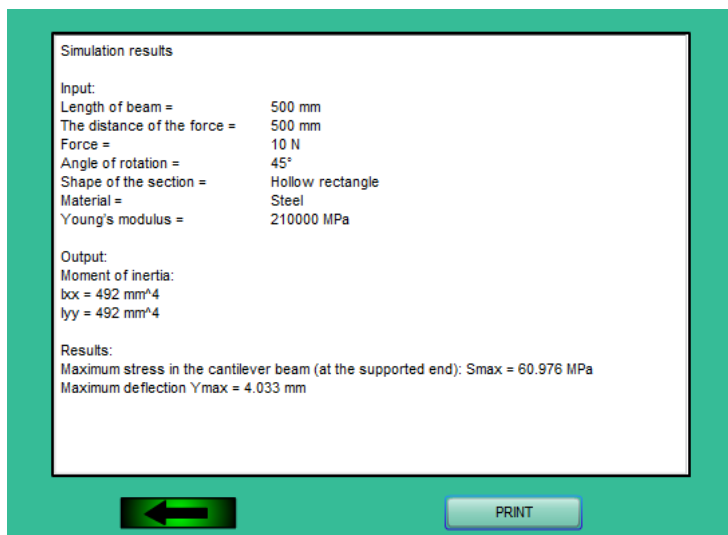 Simulation results
Input:
Length of beam = 500 mm
The distance of the force = 500 mm
Force = 10 N
Angle of rotation = 45°
Shape of the section = Hollow rectangle
Material = Steel
Young's modulus = 210000 MPa
Output:
Moment of inertia:
Ixx = 492 mm^4
Iyy = 492 mm^4
Results:
Maximum stress in the cantilever beam (at the supported end): Smax = 60.976 MPa
Maximum deflection Ymax = 4.033 mm
PRINT